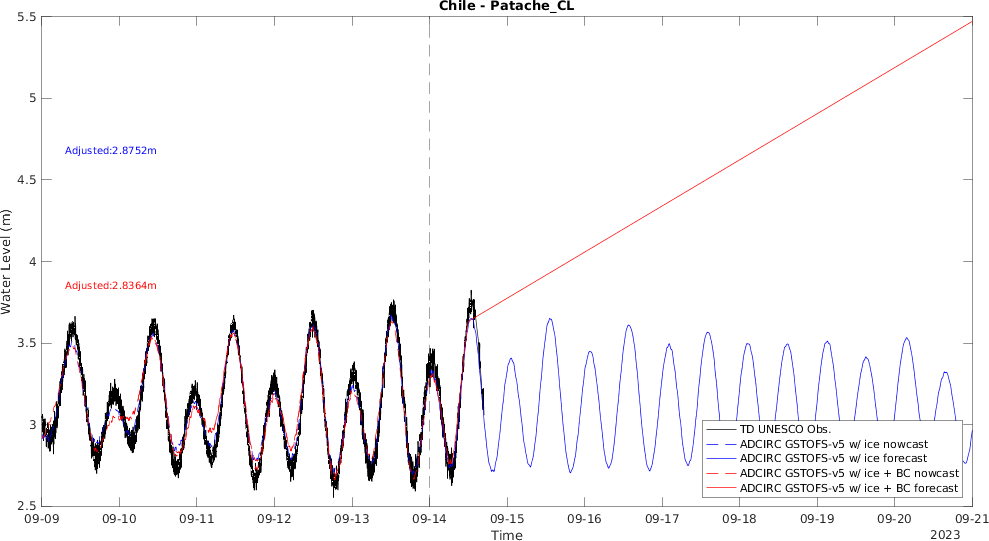 Chile - Patache_CL
5.5
5
4.5
4
3.5
3
2.5
Water Level (m)
Adjusted:2.8752m
Adjusted:2.8364m
TD UNESCO Obs.
ADCIRC GSTOFS-v5 w/ ice nowcast
ADCIRC GSTOFS-v5 w/ ice forecast
ADCIRC GSTOFS-v5 w/ ice + BC nowcast
ADCIRC GSTOFS-v5 w/ ice + BC forecast
09-09 09-10 09-11 09-12 09-13 09-14 09-15 09-16 09-17 09-18 09-19 09-20 09-21
Time
2023